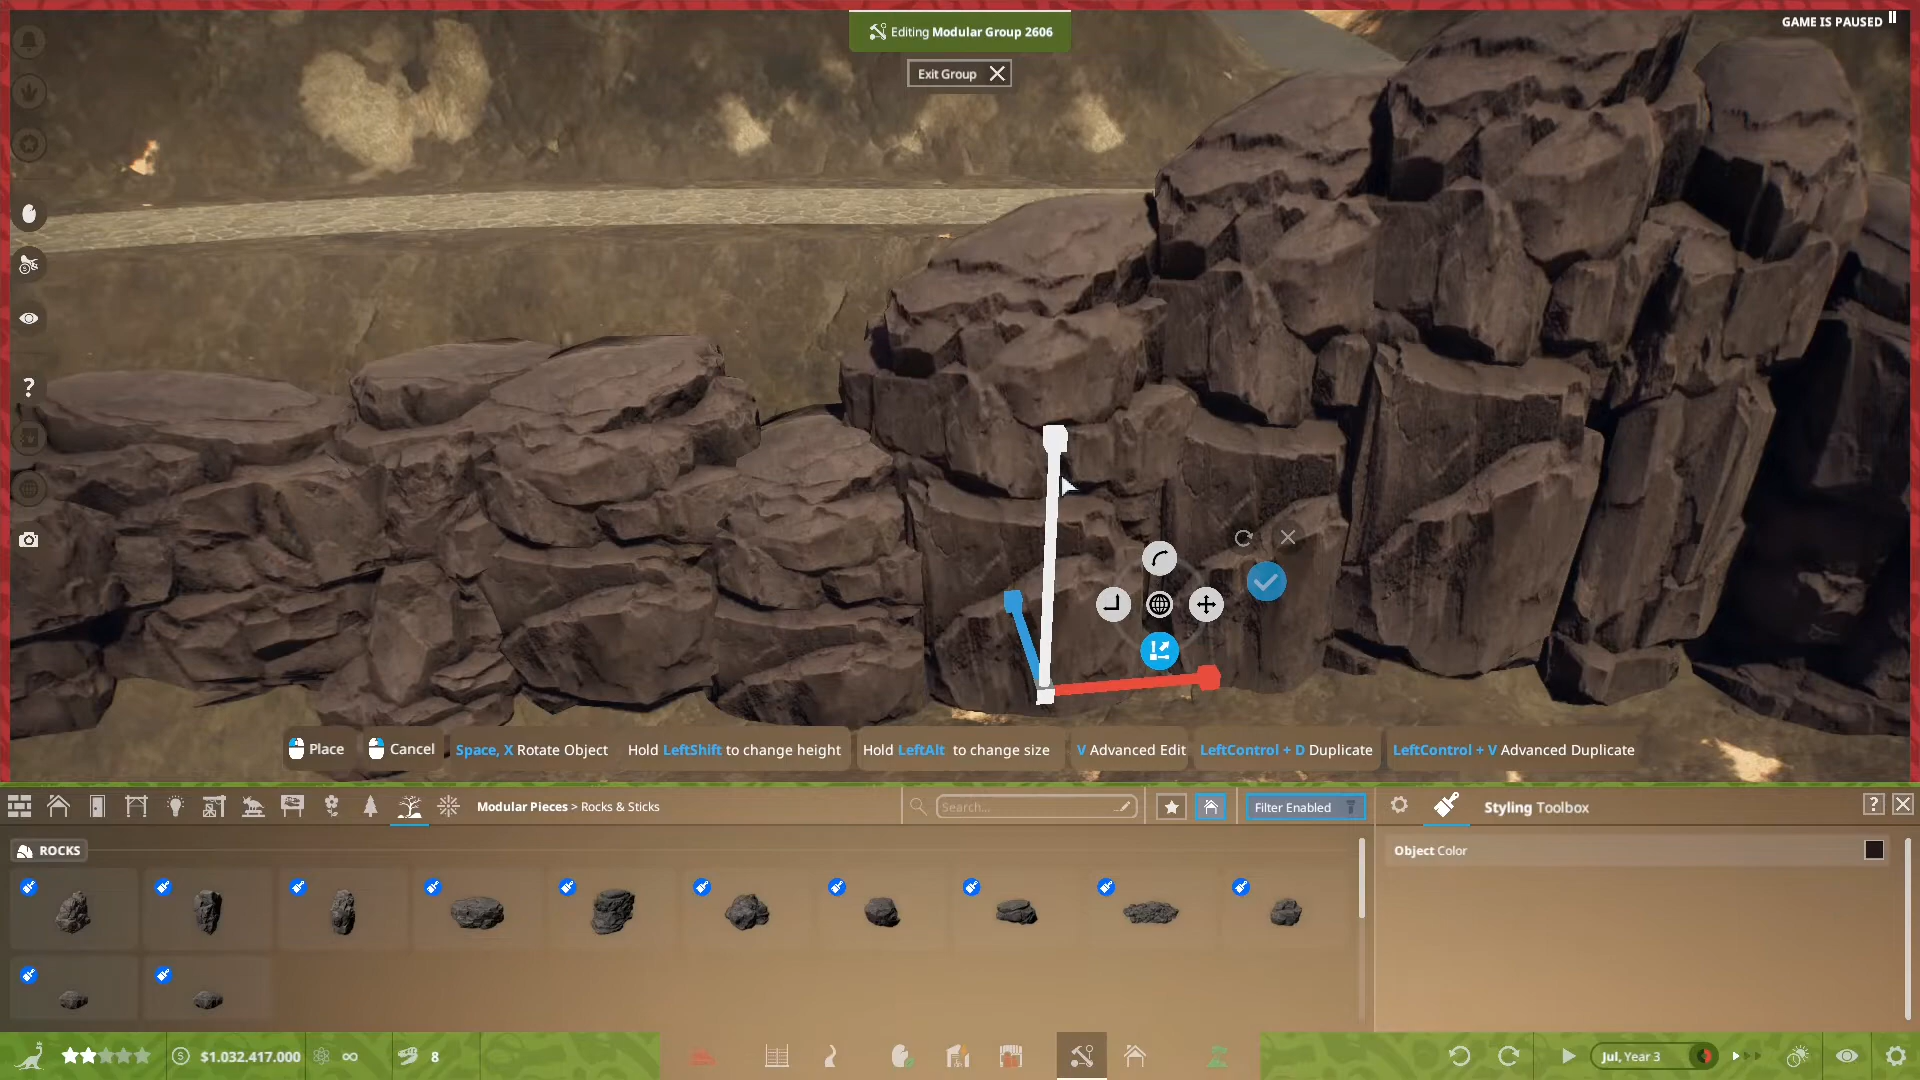 Editing Modular Group 2606
GAME IS PAUSED
Exit Group
Place
Cancel
Space, X Rotate Object
Hold LeftShift to change height
Hold LeftAlt to change size
V Advanced Edit
LeftControl + D Duplicate
LeftControl + V Advanced Duplicate
Modular Pieces > Rocks & Sticks
Search...
Filter Enabled
Styling Toolbox
?
ROCKS
Object Color
$1.032.417.000
∞
8
Jul, Year 3